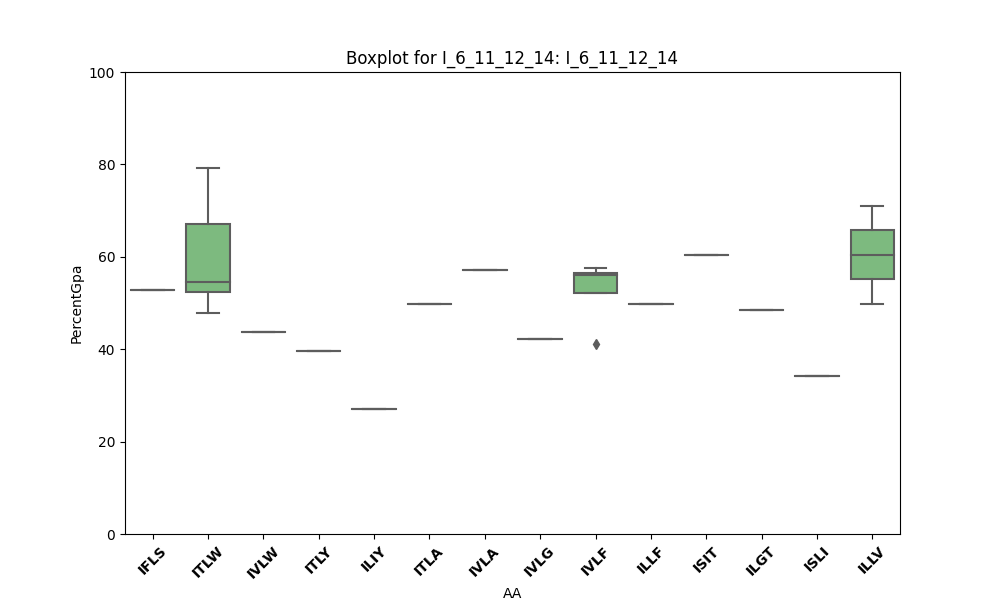 Boxplot for I_6_11_12_14: I_6_11_12_14
100
80
60
40
20
0
PercentGpa
IFLS
ITLW
IVLW
ITLY
ILIY
ITLA
IVLA
IVLG
IVLF
ILLF
ISIT
ILGT
ISLI
ILLV
AA